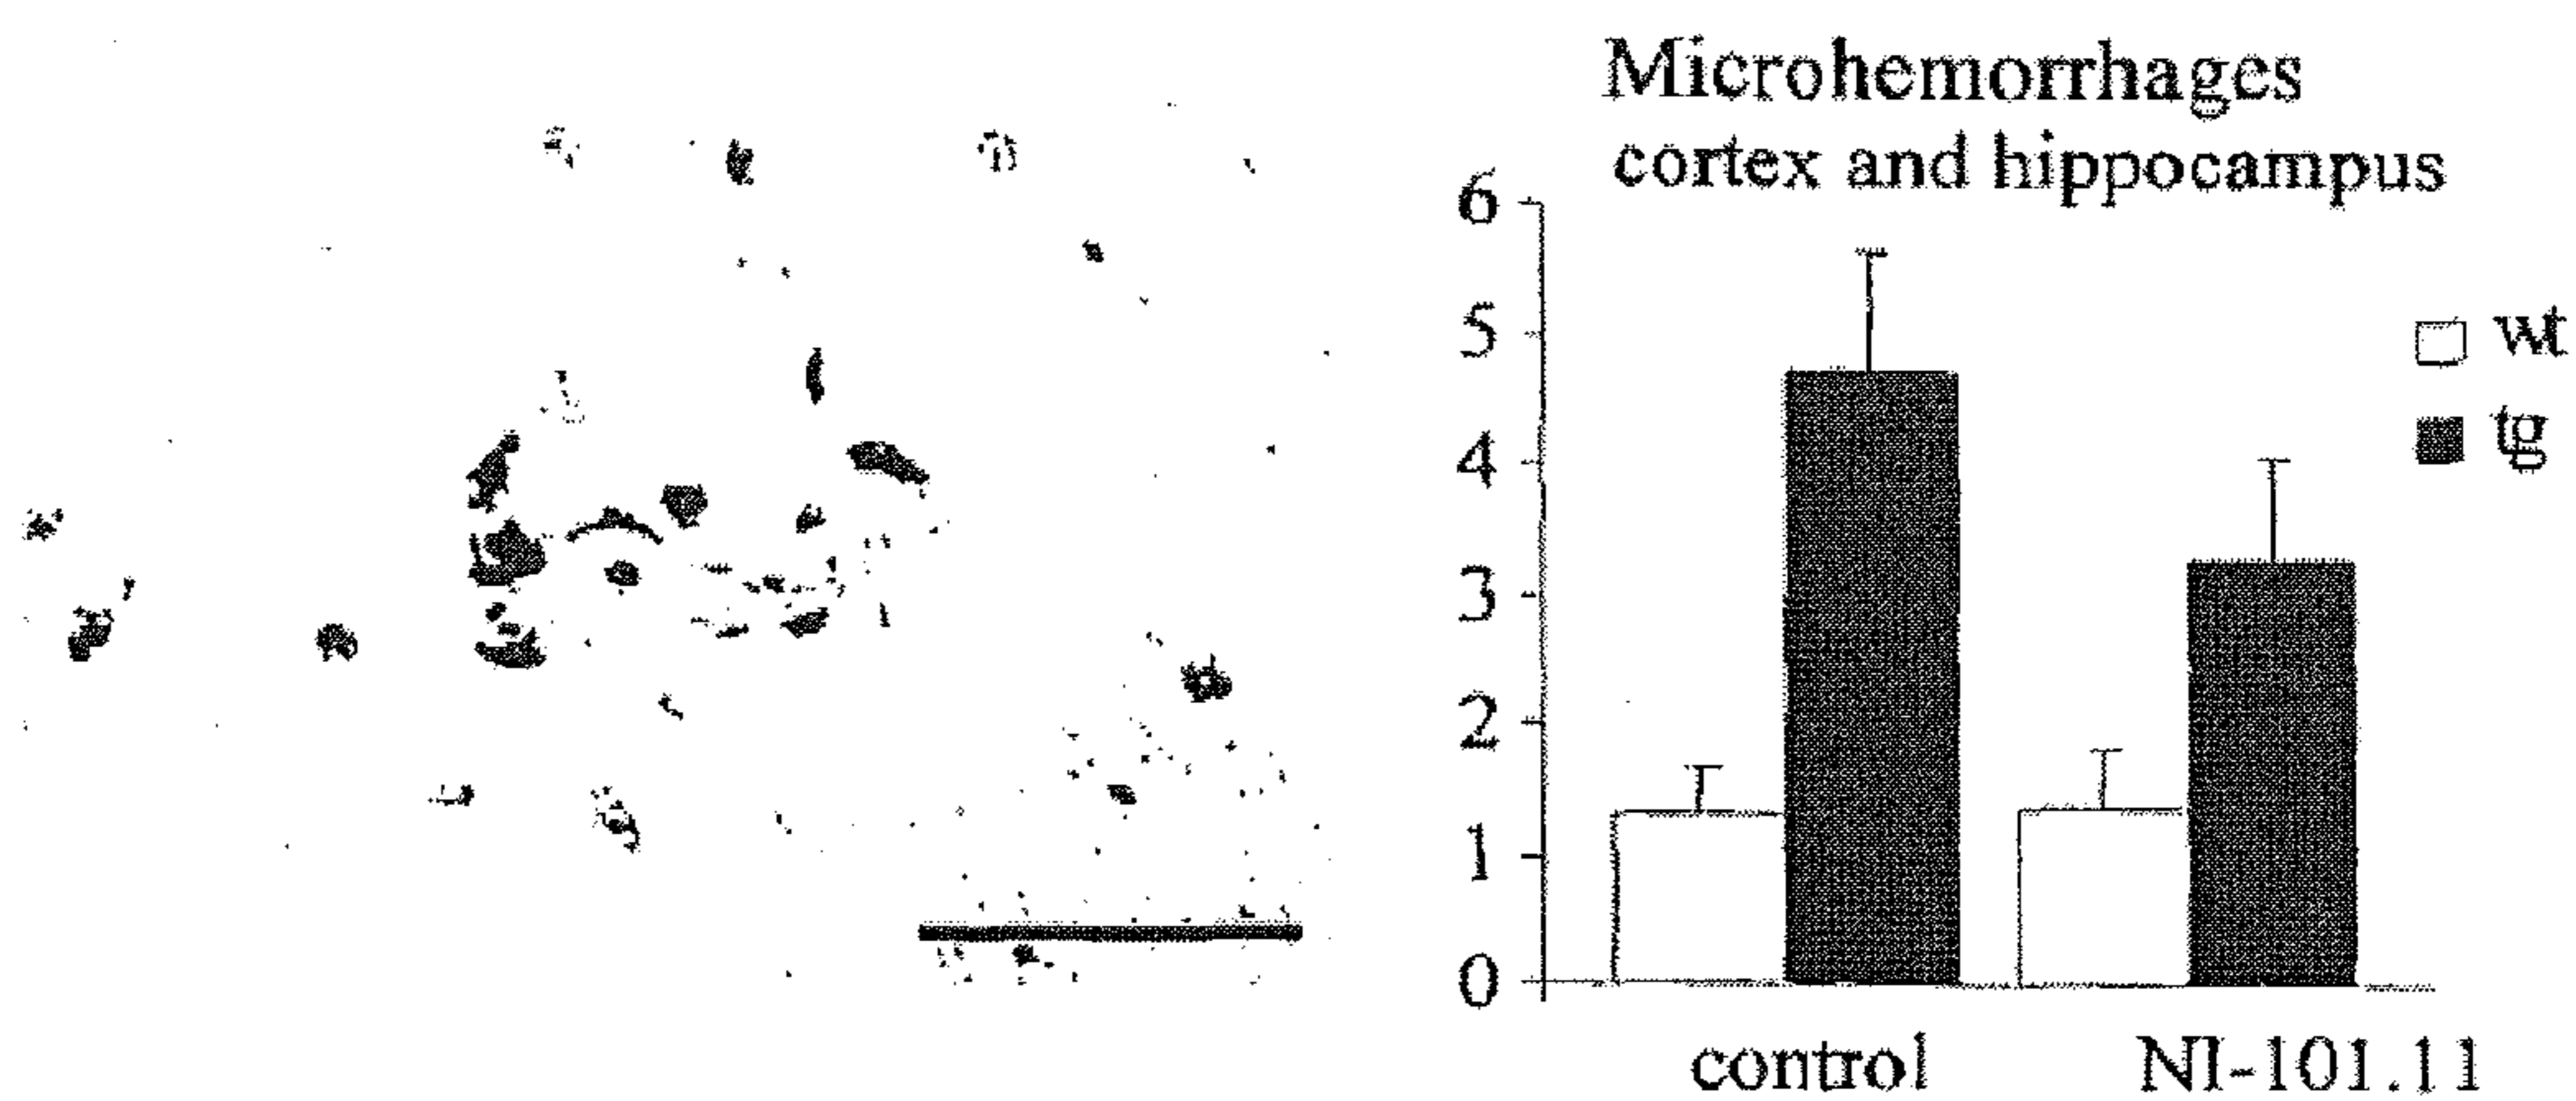 Microhemorrhages
cortex and hippocampus
6
5
4
3
2
1
0
wt
tg
control
NI-101.11